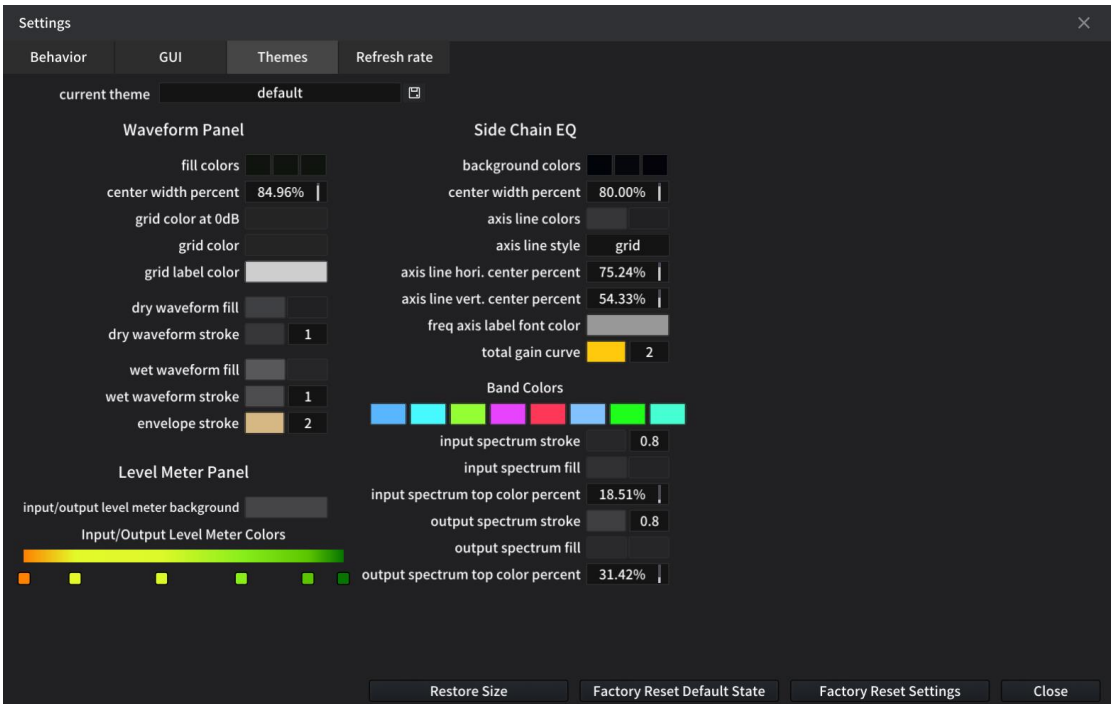 Settings
Behavior GUI Themes Refresh rate
current theme default
Waveform Panel
fill colors
center width percent 84.96%
grid color at 0dB
grid color
grid label color
dry waveform fill
dry waveform stroke 1
wet waveform fill
wet waveform stroke 1
envelope stroke 2
Level Meter Panel
input/output level meter background
Input/Output Level Meter Colors
Side Chain EQ
background colors
center width percent 80.00%
axis line colors
axis line style grid
axis line hori. center percent 75.24%
axis line vert. center percent 54.33%
freq axis label font color
total gain curve 2
Band Colors
input spectrum stroke 0.8
input spectrum fill
input spectrum top color percent 18.51%
output spectrum stroke 0.8
output spectrum fill
output spectrum top color percent 31.42%
Restore Size Factory Reset Default State Factory Reset Settings Close